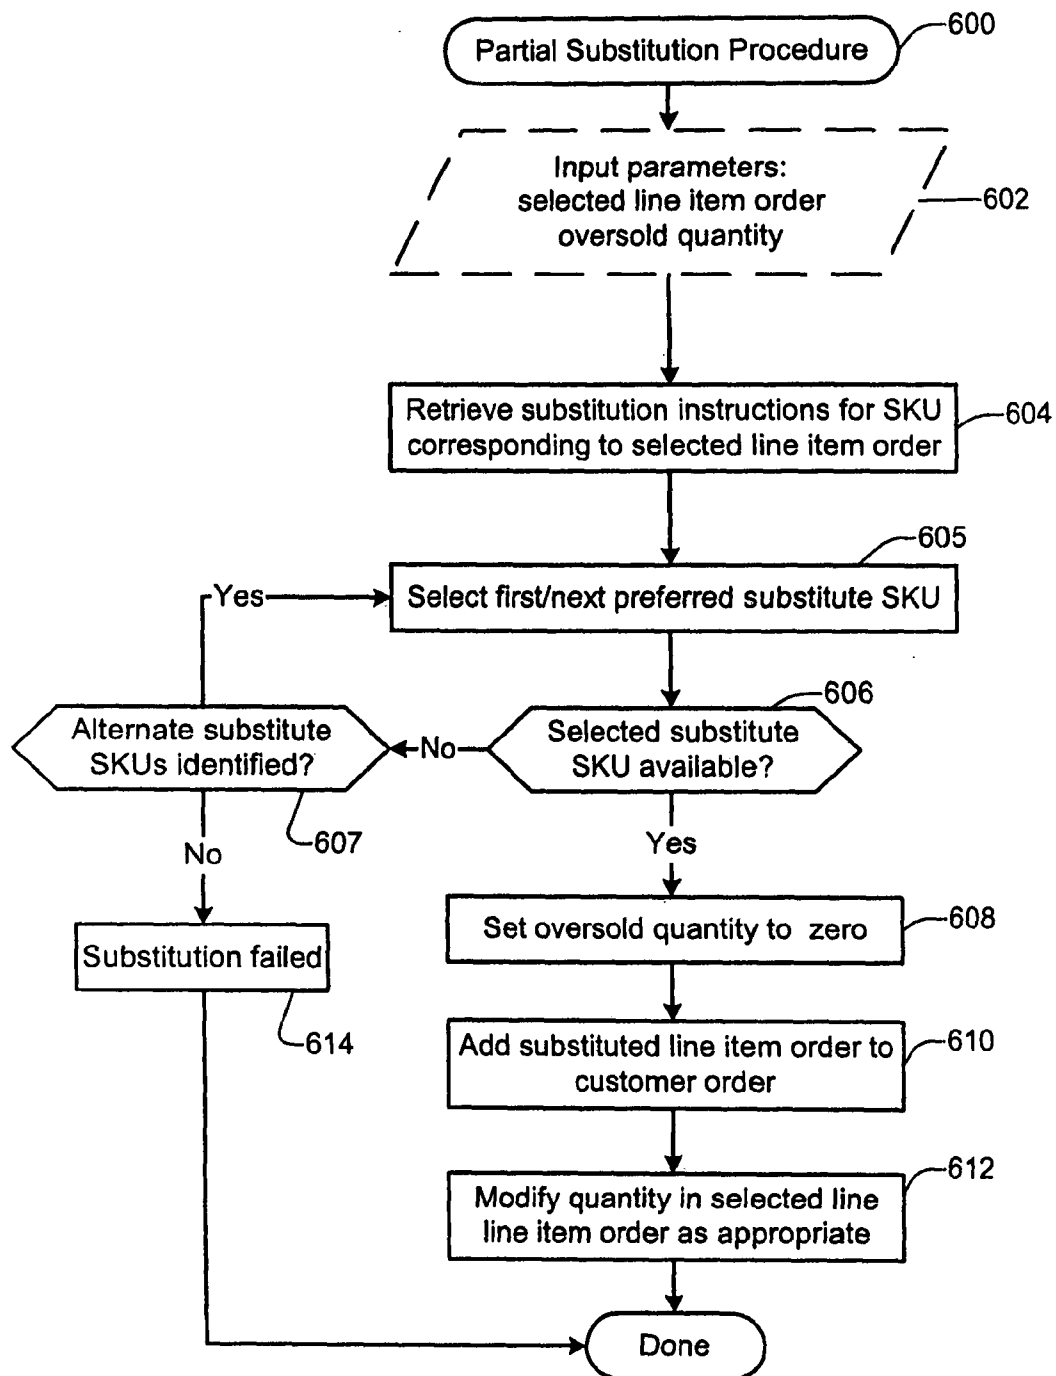 Partial Substitution Procedure
600
Input parameters:
selected line item order
oversold quantity
602
Retrieve substitution instructions for SKU
corresponding to selected line item order
604
605
Select first/next preferred substitute SKU
Yes
606
Selected substitute
SKU available?
No
Alternate substitute
SKUs identified?
607
No
Yes
Set oversold quantity to zero
608
Substitution failed
614
Add substituted line item order to
customer order
610
Modify quantity in selected line
line item order as appropriate
612
Done